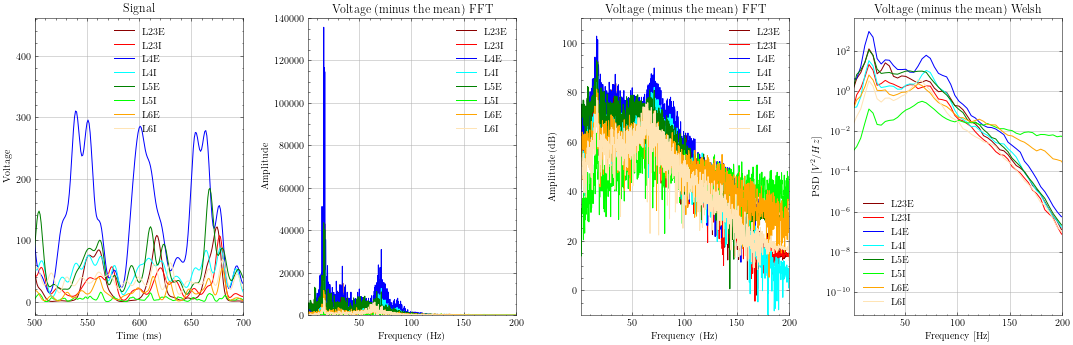 Signal
Voltage
400
300
200
100
0
500
550
600
650
700
Time (ms)
L23E
L23I
L4E
L4I
L5E
L5I
L6E
L6I
Voltage (minus the mean) FFT
Amplitude
140000
120000
100000
80000
60000
40000
20000
0
50
100
150
200
Frequency (Hz)
L23E
L23I
L4E
L4I
L5E
L5I
L6E
L6I
Voltage (minus the mean) FFT
Amplitude (dB)
100
80
60
40
20
0
50
100
150
200
Frequency (Hz)
L23E
L23I
L4E
L4I
L5E
L5I
L6E
L6I
Voltage (minus the mean) Welsh
PSD [V^2/Hz]
10^2
10^0
10^-2
10^-4
10^-6
10^-8
10^-10
50
100
150
200
Frequency [Hz]
L23E
L23I
L4E
L4I
L5E
L5I
L6E
L6I